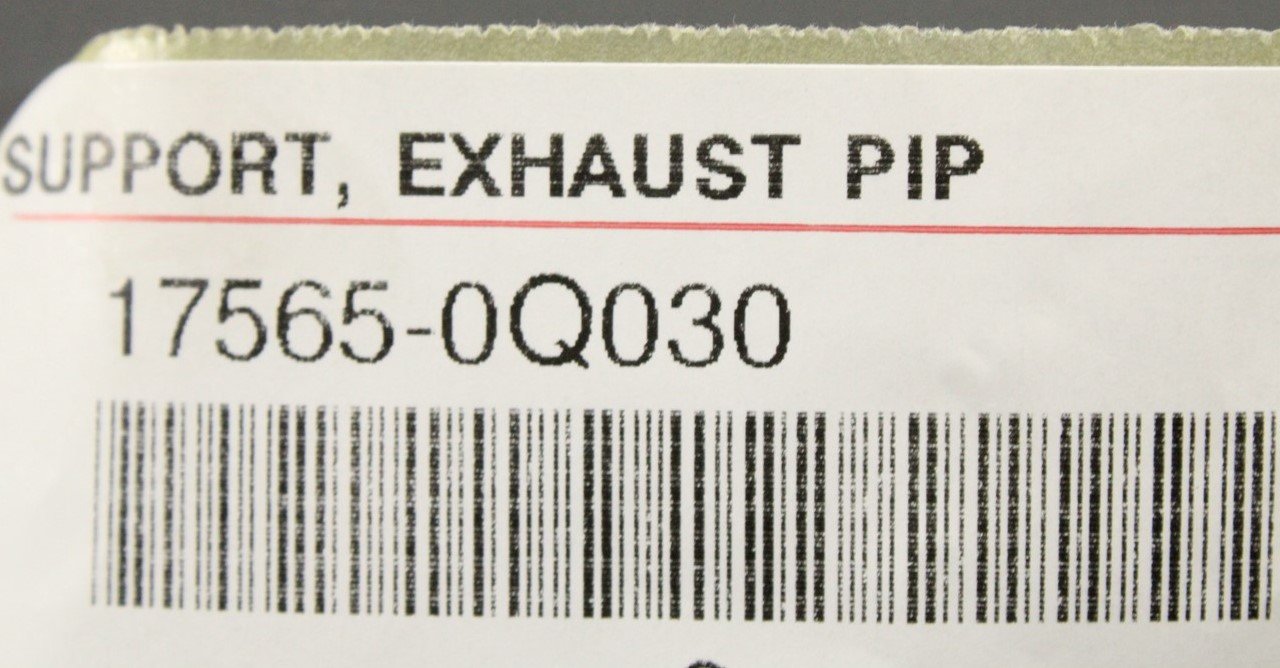 SUPPORT, EXHAUST PIP
17565-0Q030